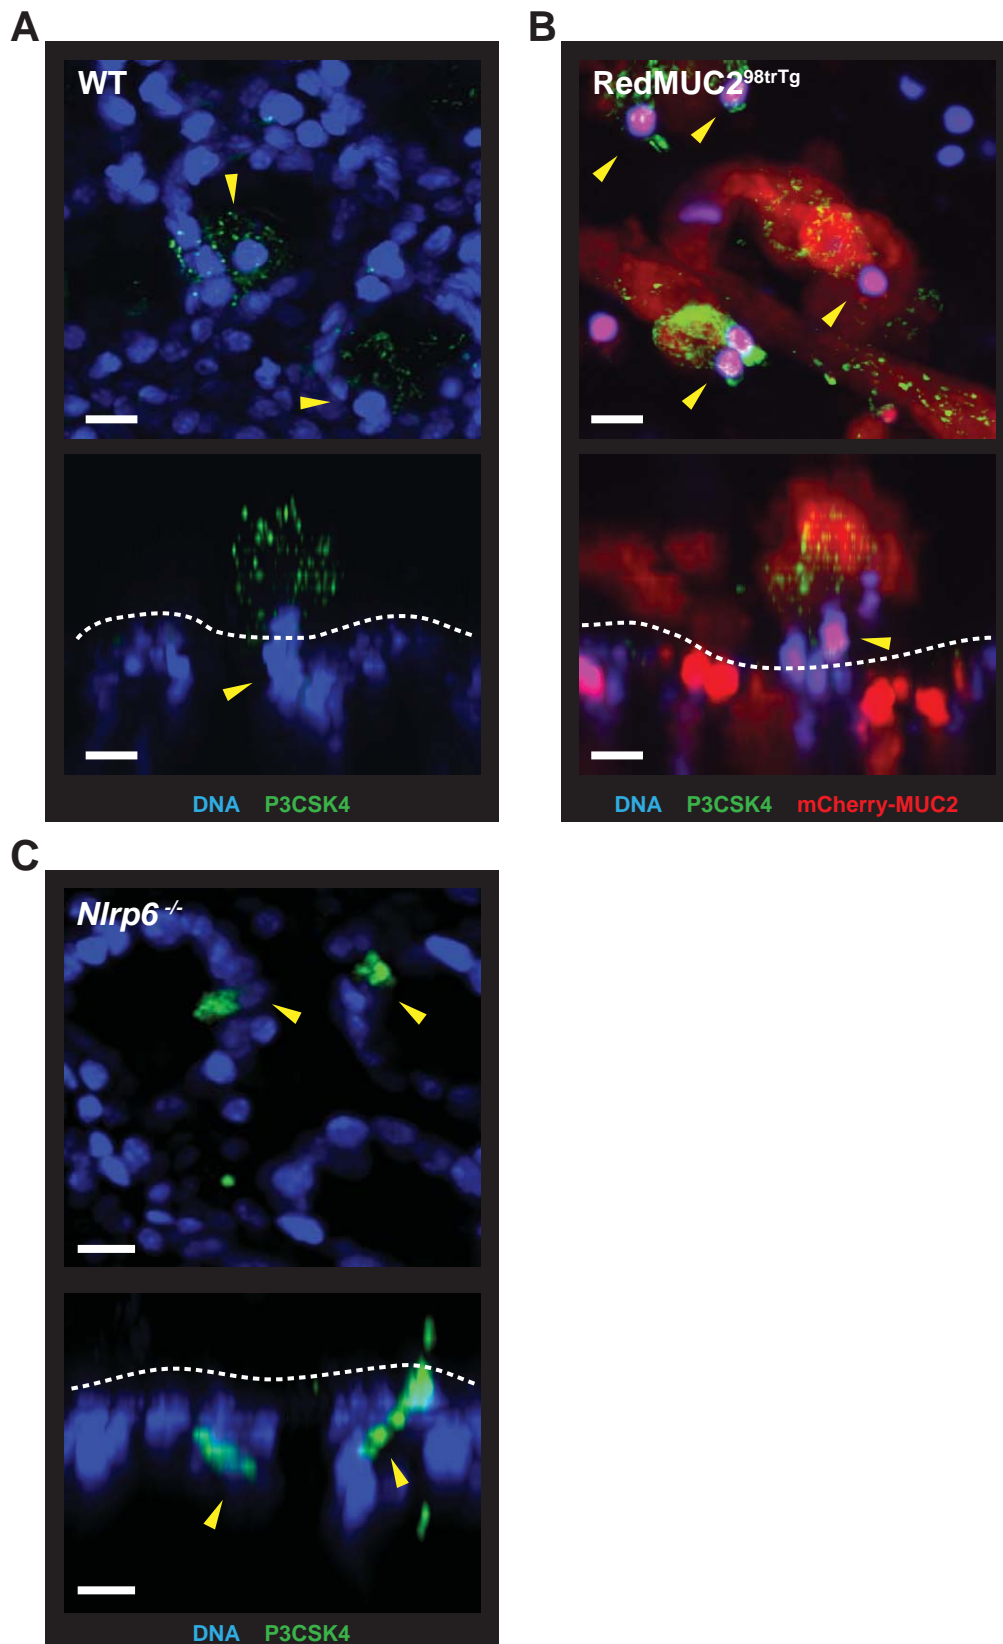 A
WT
DNA P3CSK4
B
RedMUC2^98trTg
DNA P3CSK4 mCherry-MUC2
C
Nlrp6 -/-
DNA P3CSK4